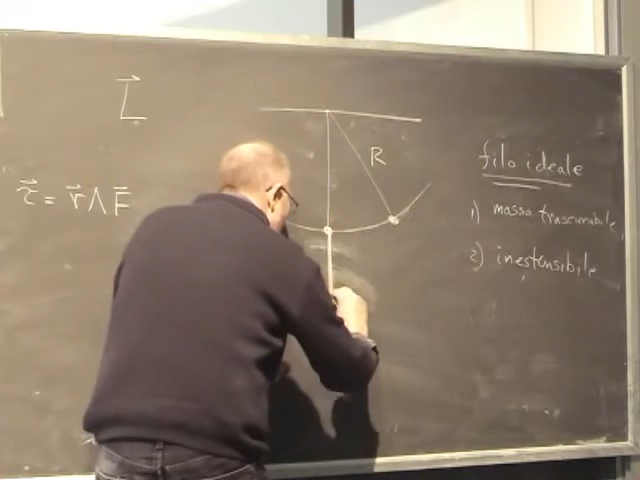 L⃗
τ⃗ = r⃗ Λ F⃗
R
filo ideale
1) massa trascurabile,
2) inestensibile